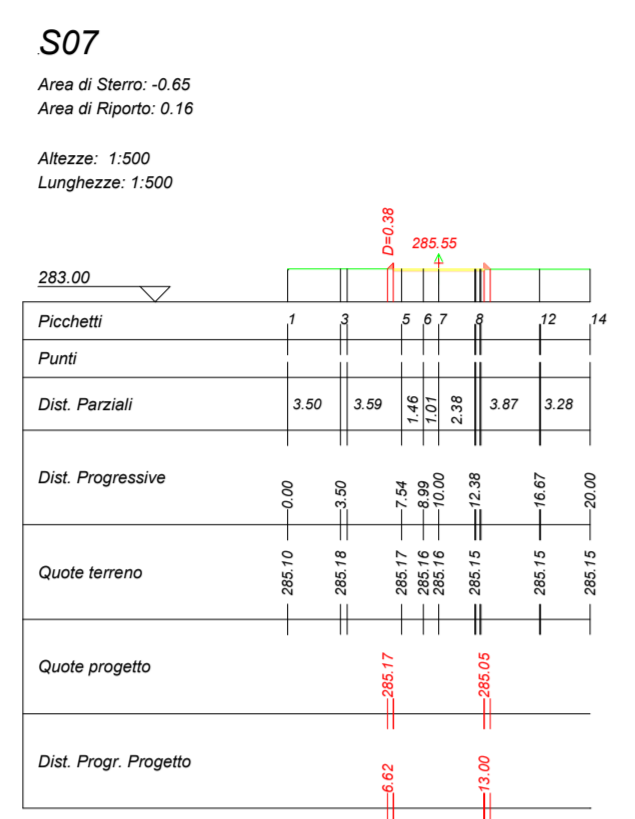 S07
Area di Sterro: -0.65
Area di Riporto: 0.16
Altezze: 1:500
Lunghezze: 1:500
D=0.38
285.55
283.00
Picchetti 1 3 5 6 7 8 12 14
Punti
Dist. Parziali 3.50 3.59 1.46 1.01 2.38 3.87 3.28
Dist. Progressive 0.00 3.50 7.54 8.99 10.00 12.38 16.67 20.00
Quote terreno 285.10 285.18 285.17 285.16 285.16 285.15 285.15 285.15
Quote progetto 285.17 285.05
Dist. Progr. Progetto 6.62 13.00